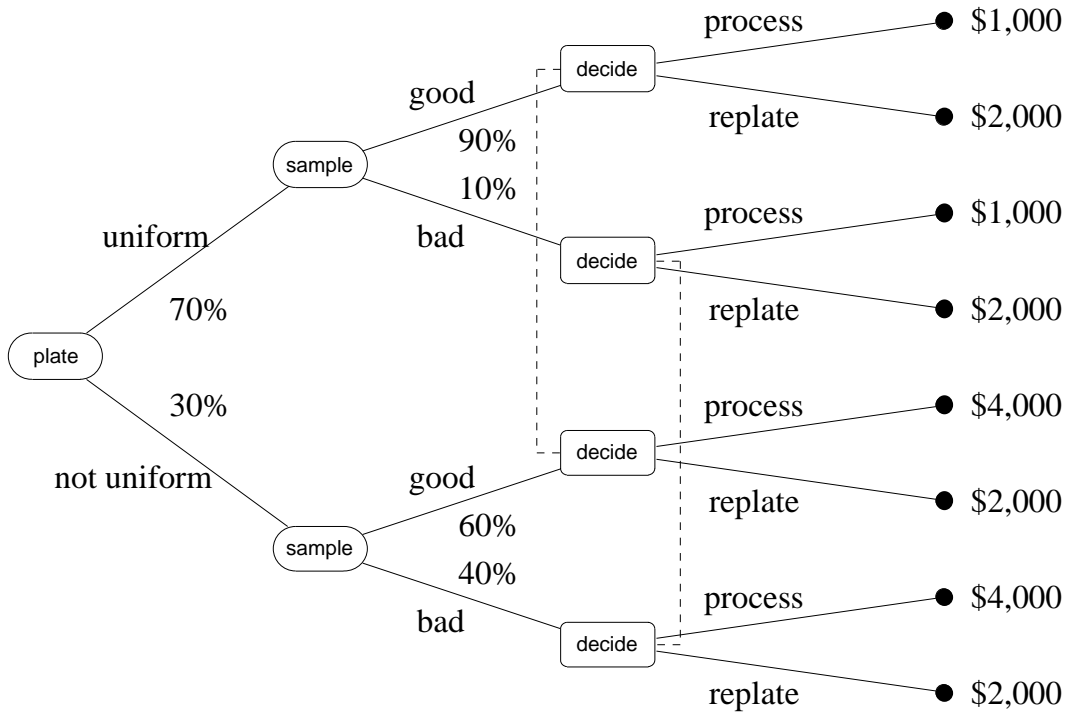 process
$1,000
decide
good
replate
$2,000
90%
sample
10%
process
$1,000
uniform
bad
decide
replate
$2,000
70%
plate
30%
process
$4,000
decide
not uniform
good
replate
$2,000
60%
sample
40%
process
$4,000
bad
decide
replate
$2,000